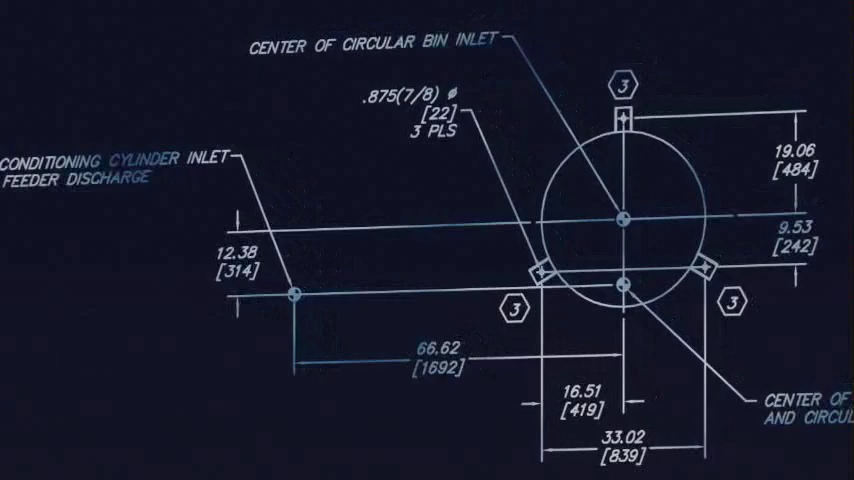 CENTER OF CIRCULAR BIN INLET
3
.875(7/8) ø
[22]
3 PLS
19.06
[484]
CONDITIONING CYLINDER INLET
FEEDER DISCHARGE
9.53
[242]
12.38
[314]
3
3
66.62
[1692]
16.51
[419]
CENTER OF
AND CIRCUL
33.02
[839]